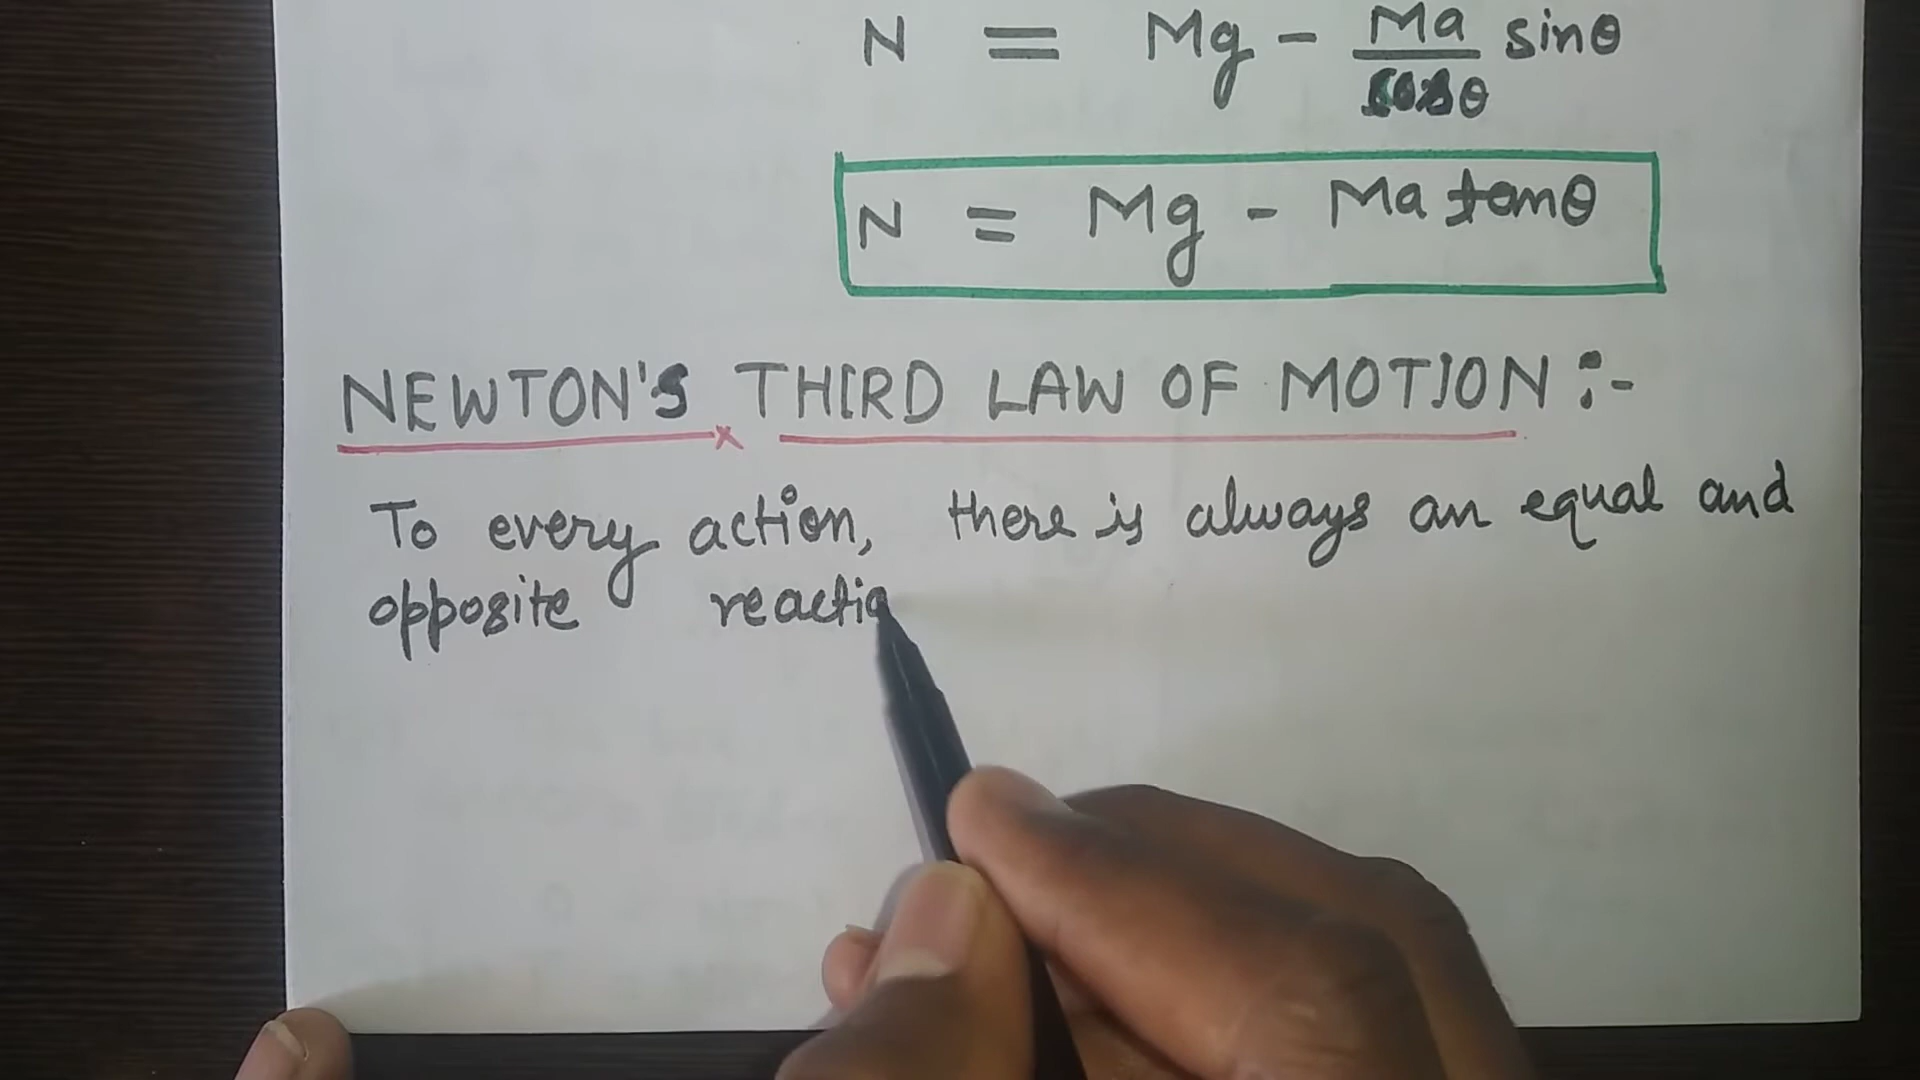 N = Mg - Ma/cosθ sinθ
N = Mg - Ma tanθ
NEWTON'S THIRD LAW OF MOTION :-
To every action, there is always an equal and
opposite reactio